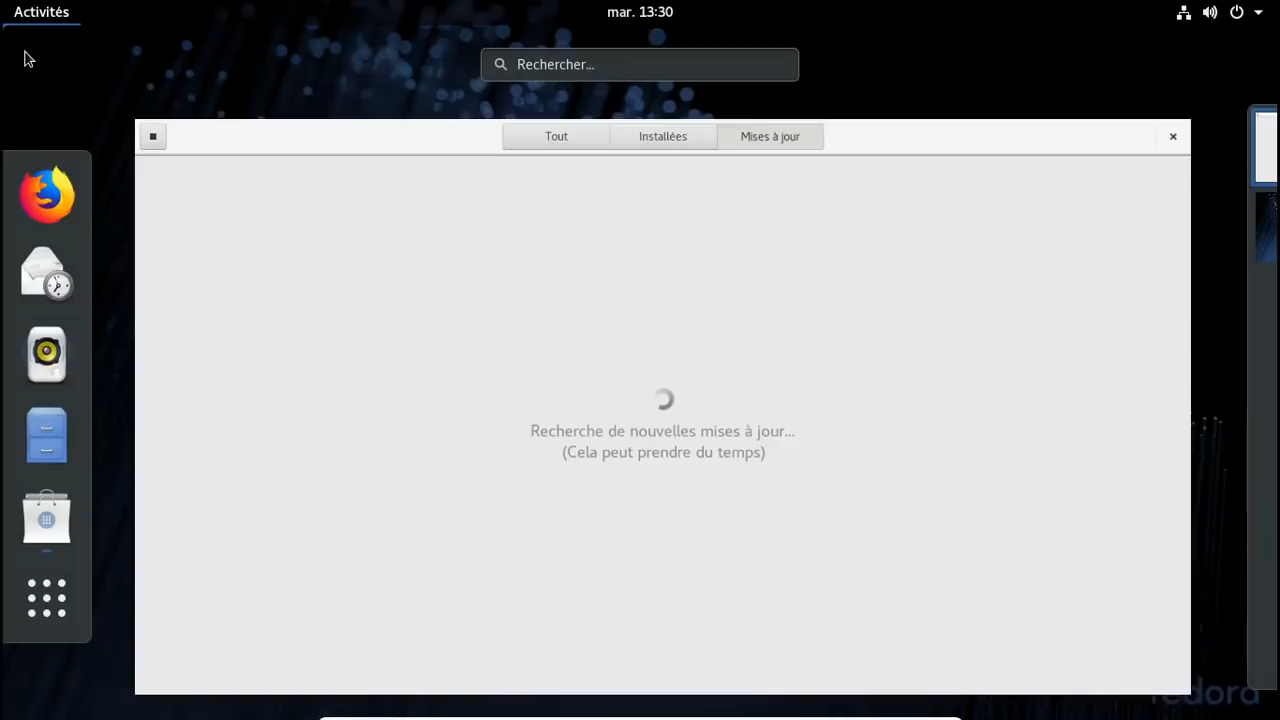 Activités
mar. 13:30
Rechercher...
Tout
Installées
Mises à jour
Recherche de nouvelles mises à jour...
(Cela peut prendre du temps)
fedora